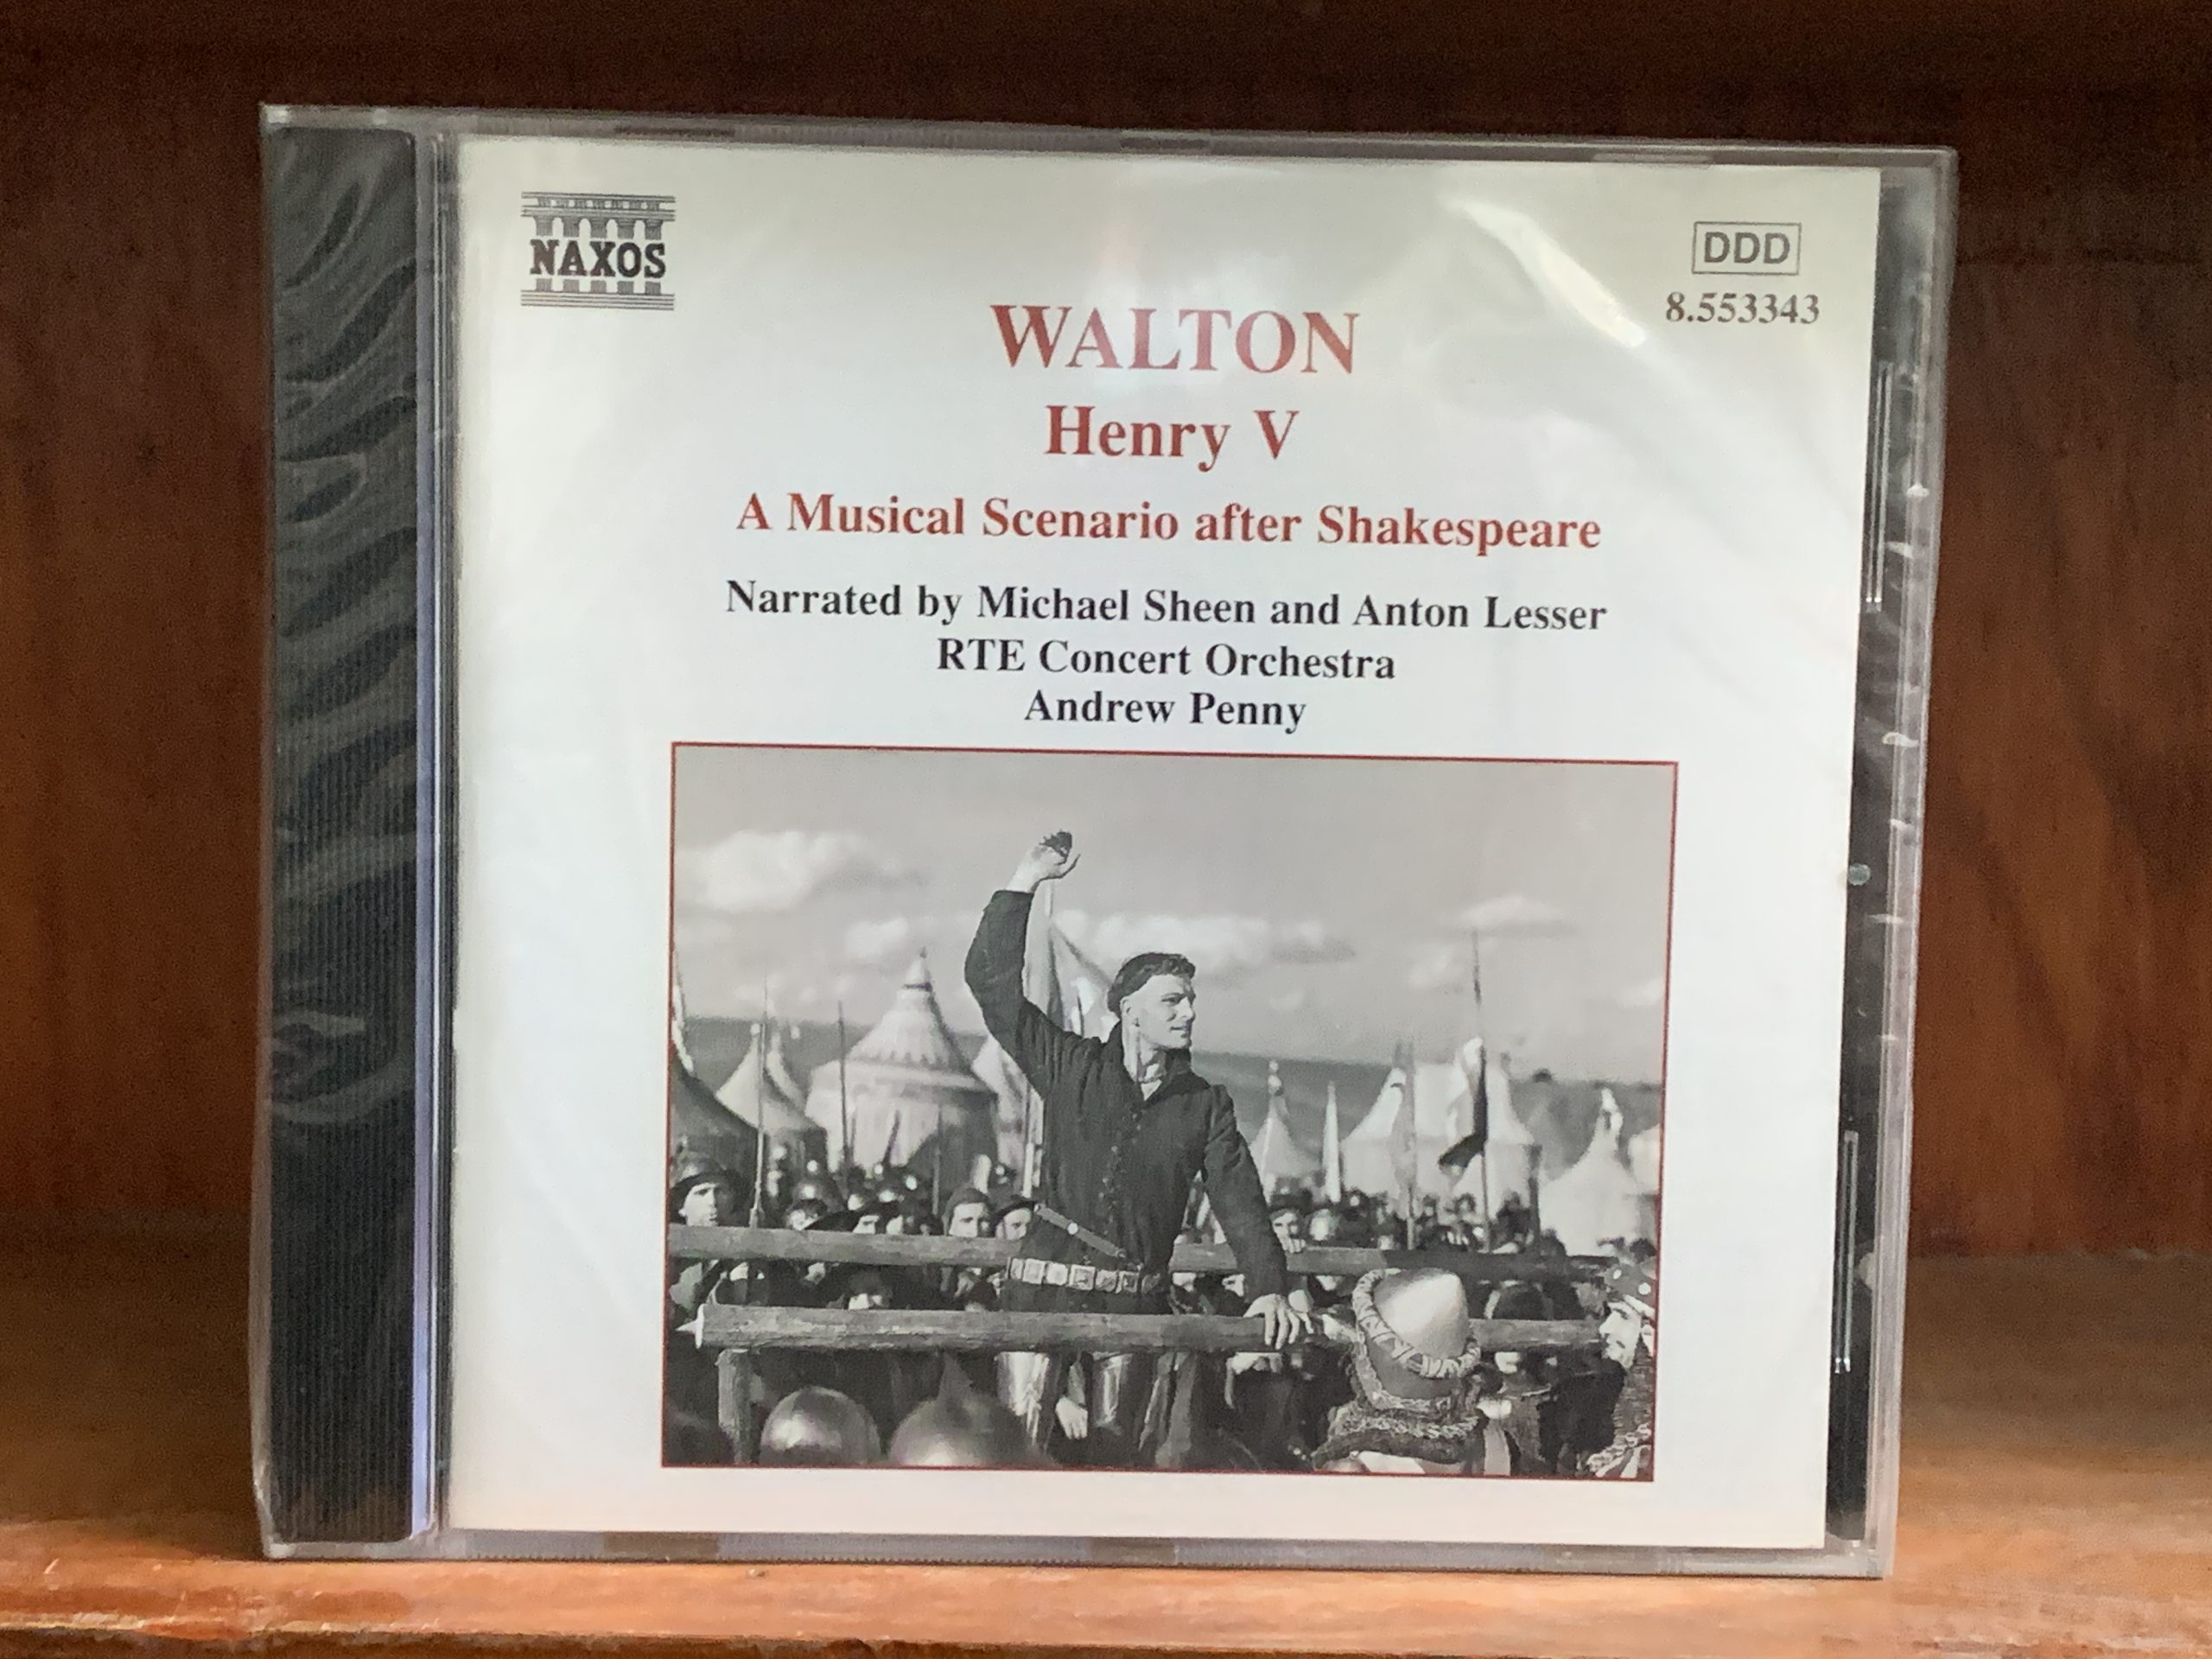 NAXOS
DDD
8.553343
WALTON
Henry V
A Musical Scenario after Shakespeare
Narrated by Michael Sheen and Anton Lesser
RTE Concert Orchestra
Andrew Penny